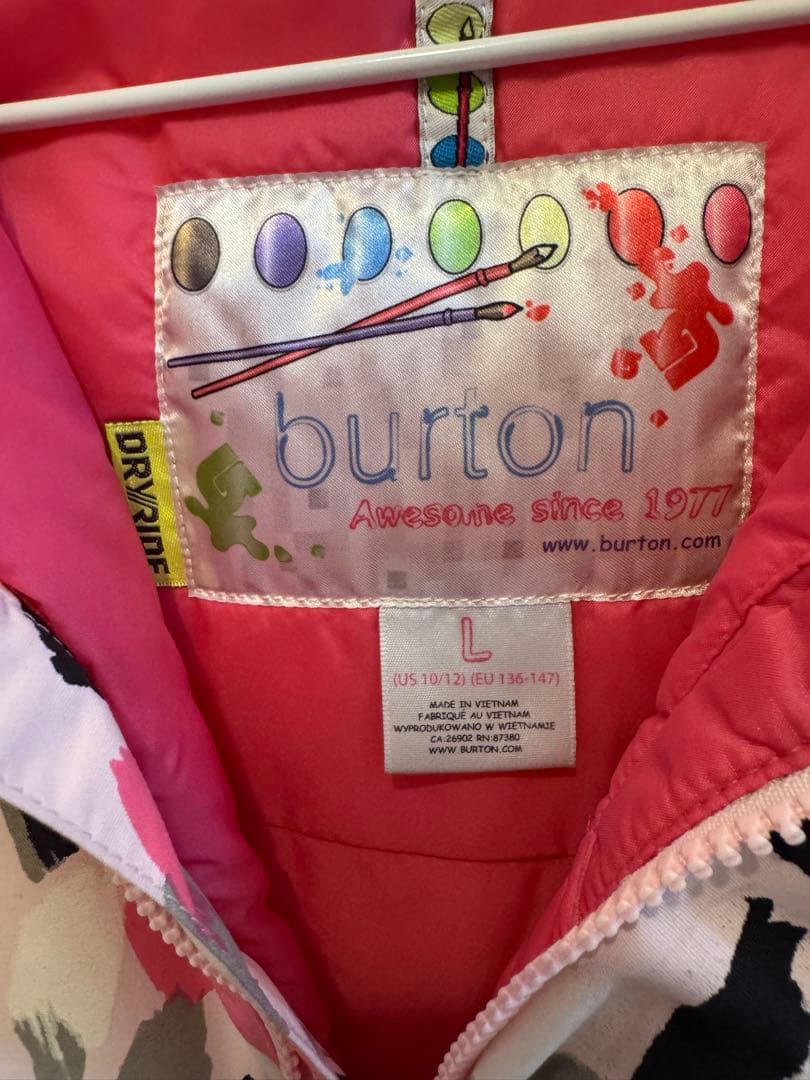 burton
Awesome since 1977
www.burton.com
DRYRIDE
L
(US 10/12) (EU 136-147)
MADE IN VIETNAM
FABRIQUÉ AU VIETNAM
WYPRODUKOWANO W WIETNAMIE
CA:26902 RN:87380
WWW.BURTON.COM